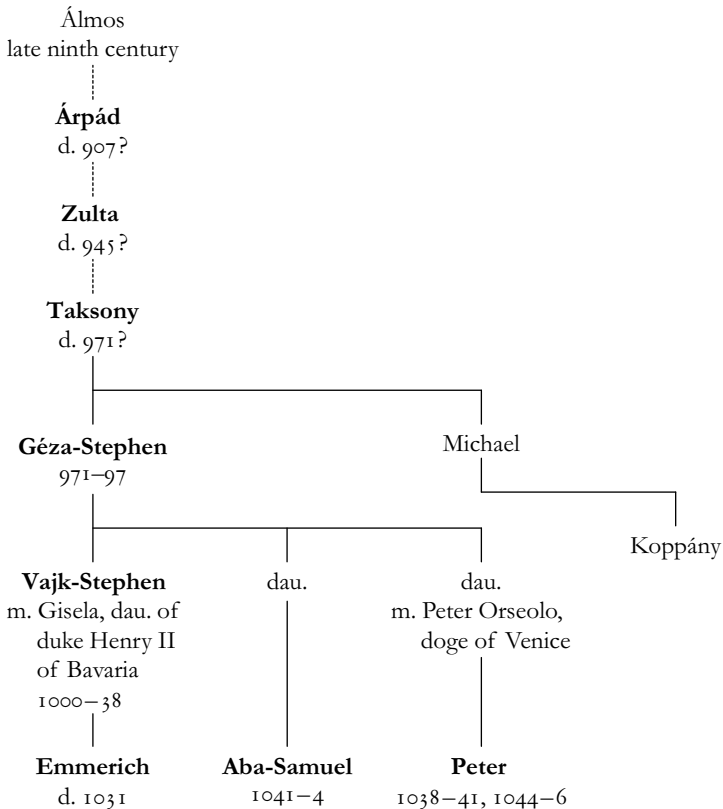 Álmos
late ninth century
Árpád
d. 907?
Zulta
d. 945?
Taksony
d. 971?
Géza-Stephen
971–97
Michael
Koppány
Vajk-Stephen
m. Gisela, dau. of
duke Henry II
of Bavaria
1000–38
dau.
dau.
m. Peter Orseolo,
doge of Venice
Emmerich
d. 1031
Aba-Samuel
1041–4
Peter
1038–41, 1044–6